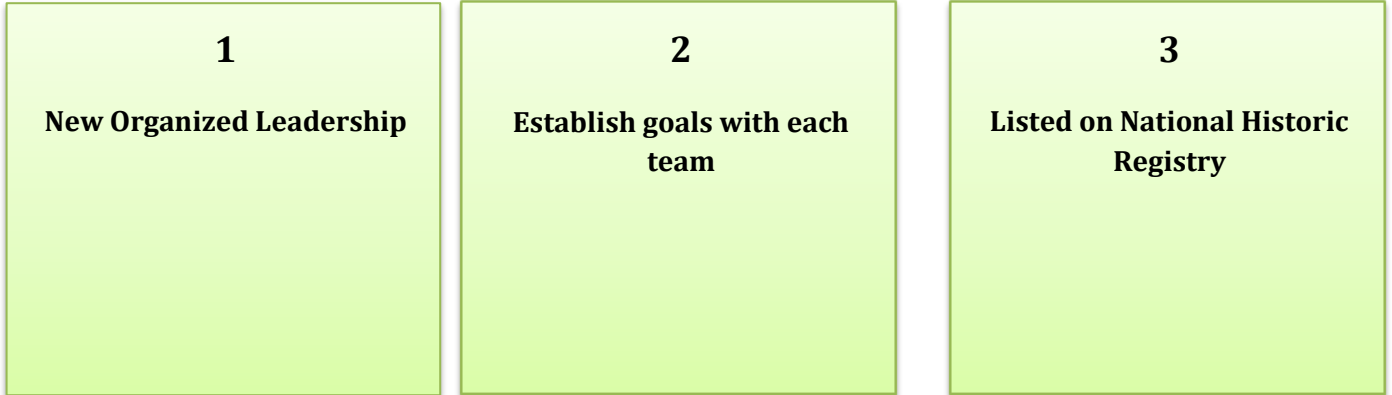 1
New Organized Leadership
2
Establish goals with each
team
3
Listed on National Historic
Registry